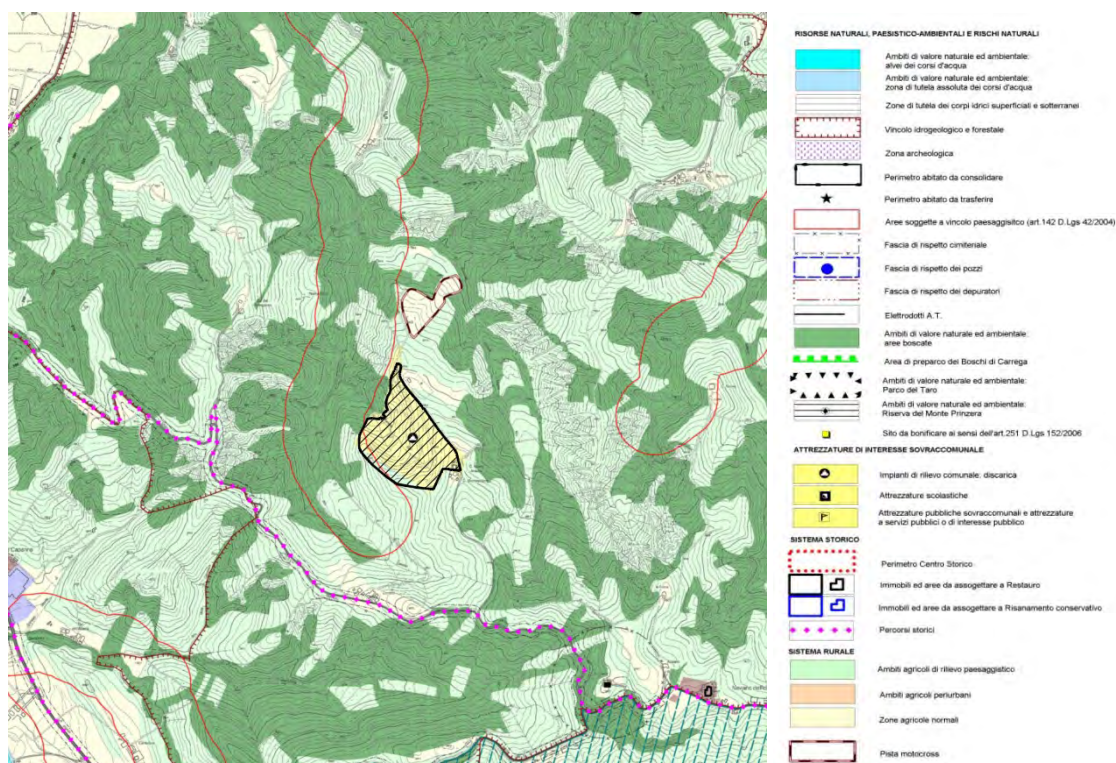 RISORSE NATURALI, PAESISTICO-AMBIENTALI E RISCHI NATURALI
Ambiti di valore naturale ed ambientale:
alvei dei corsi d'acqua
Ambiti di valore naturale ed ambientale:
zona di tutela assoluta dei corsi d'acqua
Zone di tutela dei corpi idrici superficiali e sotterranei
Vincolo idrogeologico e forestale
Zona archeologica
Perimetro abitato da consolidare
Perimetro abitato da trasferire
Aree soggette a vincolo paesaggisitco (art.142 D.Lgs 42/2004)
Fascia di rispetto cimiteriale
Fascia di rispetto dei pozzi
Fascia di rispetto dei depuratori
Elettrodotti A.T.
Ambiti di valore naturale ed ambientale:
aree boscate
Area di preparco dei Boschi di Carrega
Ambiti di valore naturale ed ambientale:
Parco del Taro
Ambiti di valore naturale ed ambientale:
Riserva del Monte Prinzera
Sito da bonificare ai sensi dell'art.251 D.Lgs 152/2006
ATTREZZATURE DI INTERESSE SOVRACCOMUNALE
Impianti di rilievo comunale: discarica
Attrezzature scolastiche
Attrezzature pubbliche sovraccomunali e attrezzature
a servizi pubblici o di interesse pubblico
SISTEMA STORICO
Perimetro Centro Storico
Immobili ed aree da assogettare a Restauro
Immobili ed aree da assogettare a Risanamento conservativo
Percorsi storici
SISTEMA RURALE
Ambiti agricoli di rilievo paesaggistico
Ambiti agricoli periurbani
Zone agricole normali
Pista motocross